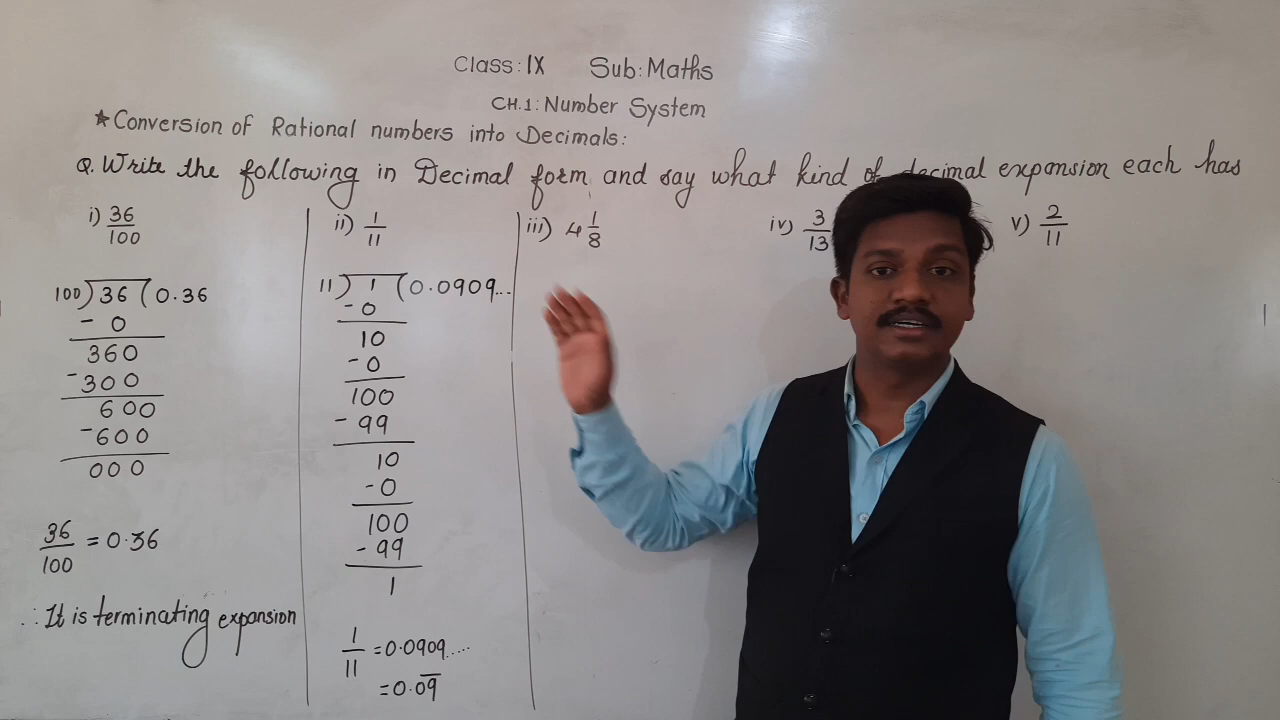 Class: IX Sub: Maths
CH.1: Number System
★Conversion of Rational numbers into Decimals:
Q. Write the following in Decimal form and say what kind of decimal expansion each has
i) 36/100 ii) 1/11 iii) 4 1/8 iv) 3/13 v) 2/11
100) 36 (0.36
- 0
360
-300
600
-600
000
36/100 = 0.36
∴ It is terminating expansion
11) 1 (0.0909...
-0
10
-0
100
-99
10
-0
100
-99
1
1/11 = 0.0909....
= 0.0̅9̅